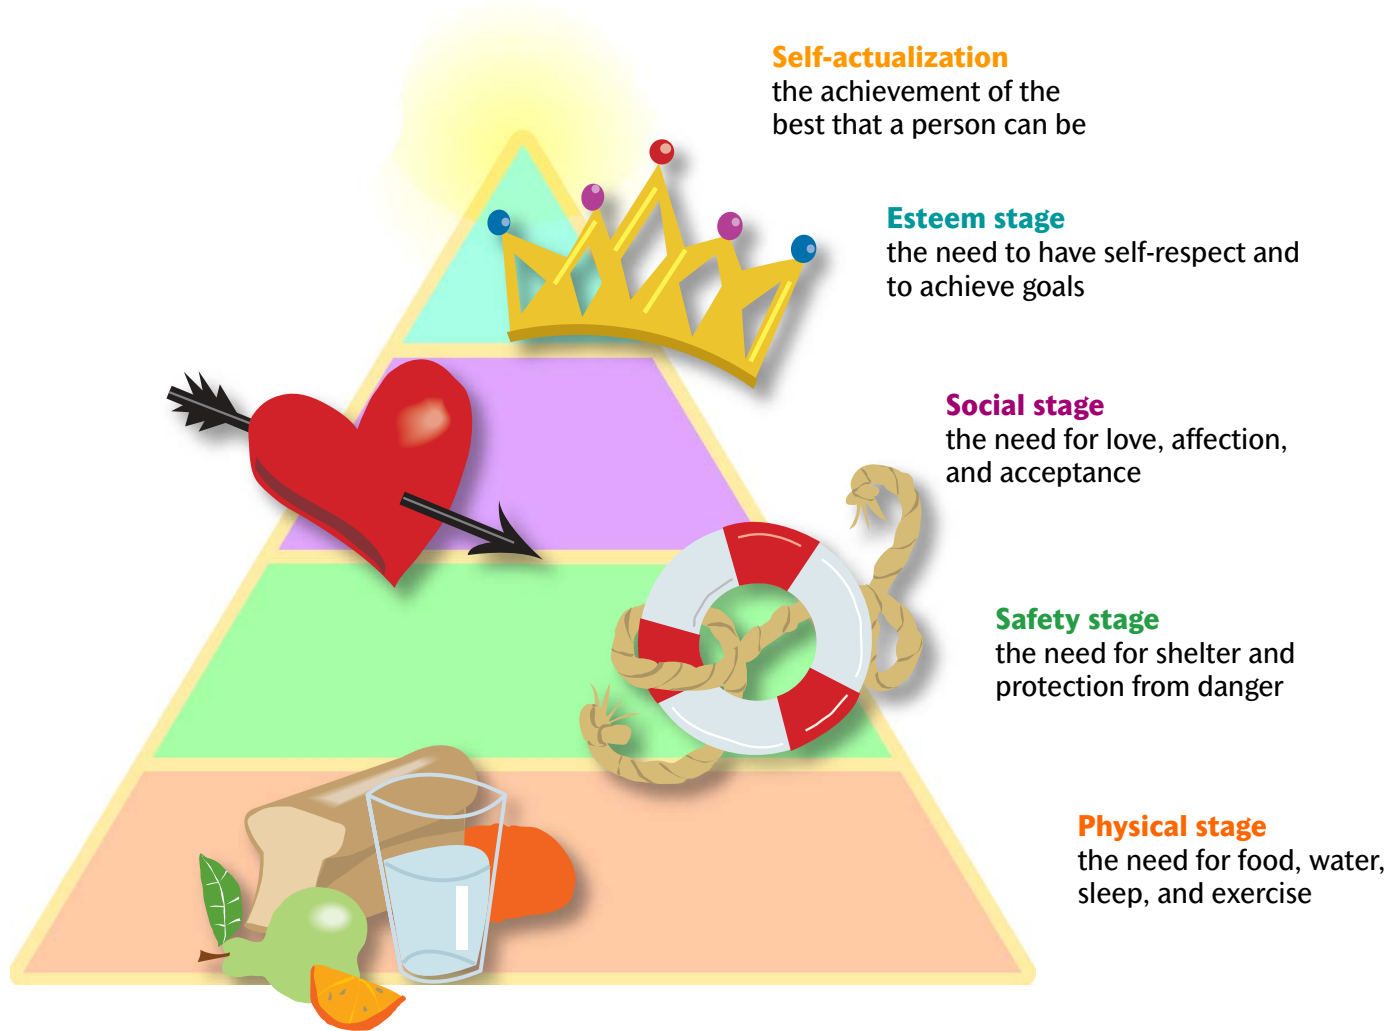 Self-actualization
the achievement of the
best that a person can be
Esteem stage
the need to have self-respect and
to achieve goals
Social stage
the need for love, affection,
and acceptance
Safety stage
the need for shelter and
protection from danger
Physical stage
the need for food, water,
sleep, and exercise